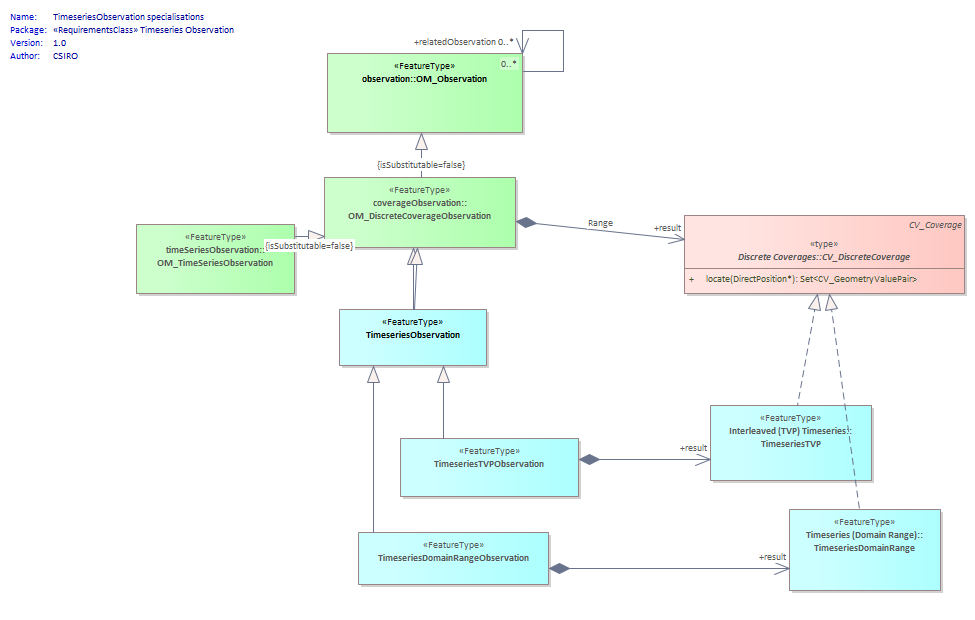 Name: TimeseriesObservation specialisations
Package: «RequirementsClass» Timeseries Observation
Version: 1.0
Author: CSIRO
+relatedObservation 0..*
0..*
«FeatureType»
observation::OM_Observation
{isSubstitutable=false}
«FeatureType»
coverageObservation::
OM_DiscreteCoverageObservation
Range
+result
CV_Coverage
«type»
Discrete Coverages::CV_DiscreteCoverage
+ locate(DirectPosition*): Set<CV_GeometryValuePair>
«FeatureType»
timeSeriesObservation::
OM_TimeSeriesObservation
{isSubstitutable=false}
«FeatureType»
TimeseriesObservation
«FeatureType»
Interleaved (TVP) Timeseries::
TimeseriesTVP
«FeatureType»
TimeseriesTVPObservation
+result
«FeatureType»
Timeseries (Domain Range)::
TimeseriesDomainRange
«FeatureType»
TimeseriesDomainRangeObservation
+result